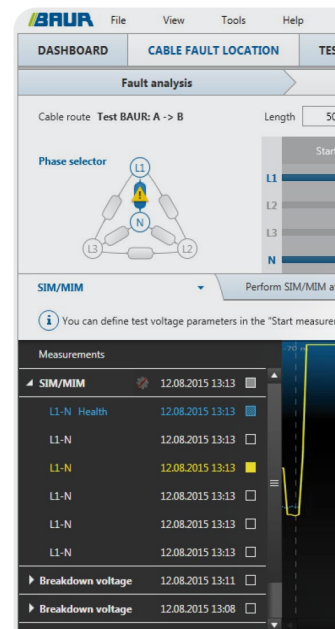 BAUR File View Tools Help
DASHBOARD CABLE FAULT LOCATION
Fault analysis
Cable route Test BAUR: A -> B Length
Phase selector
L1
N
L3 L2
L1
L2
L3
N
SIM/MIM Perform SIM/MIM
i You can define test voltage parameters in the "Start
Measurements -70 m
SIM/MIM 12.08.2015 13:13
L1-N Health 12.08.2015 13:13
L1-N 12.08.2015 13:13
L1-N 12.08.2015 13:13
L1-N 12.08.2015 13:13
L1-N 12.08.2015 13:13
L1-N 12.08.2015 13:13
Breakdown voltage 12.08.2015 13:11
Breakdown voltage 12.08.2015 13:08